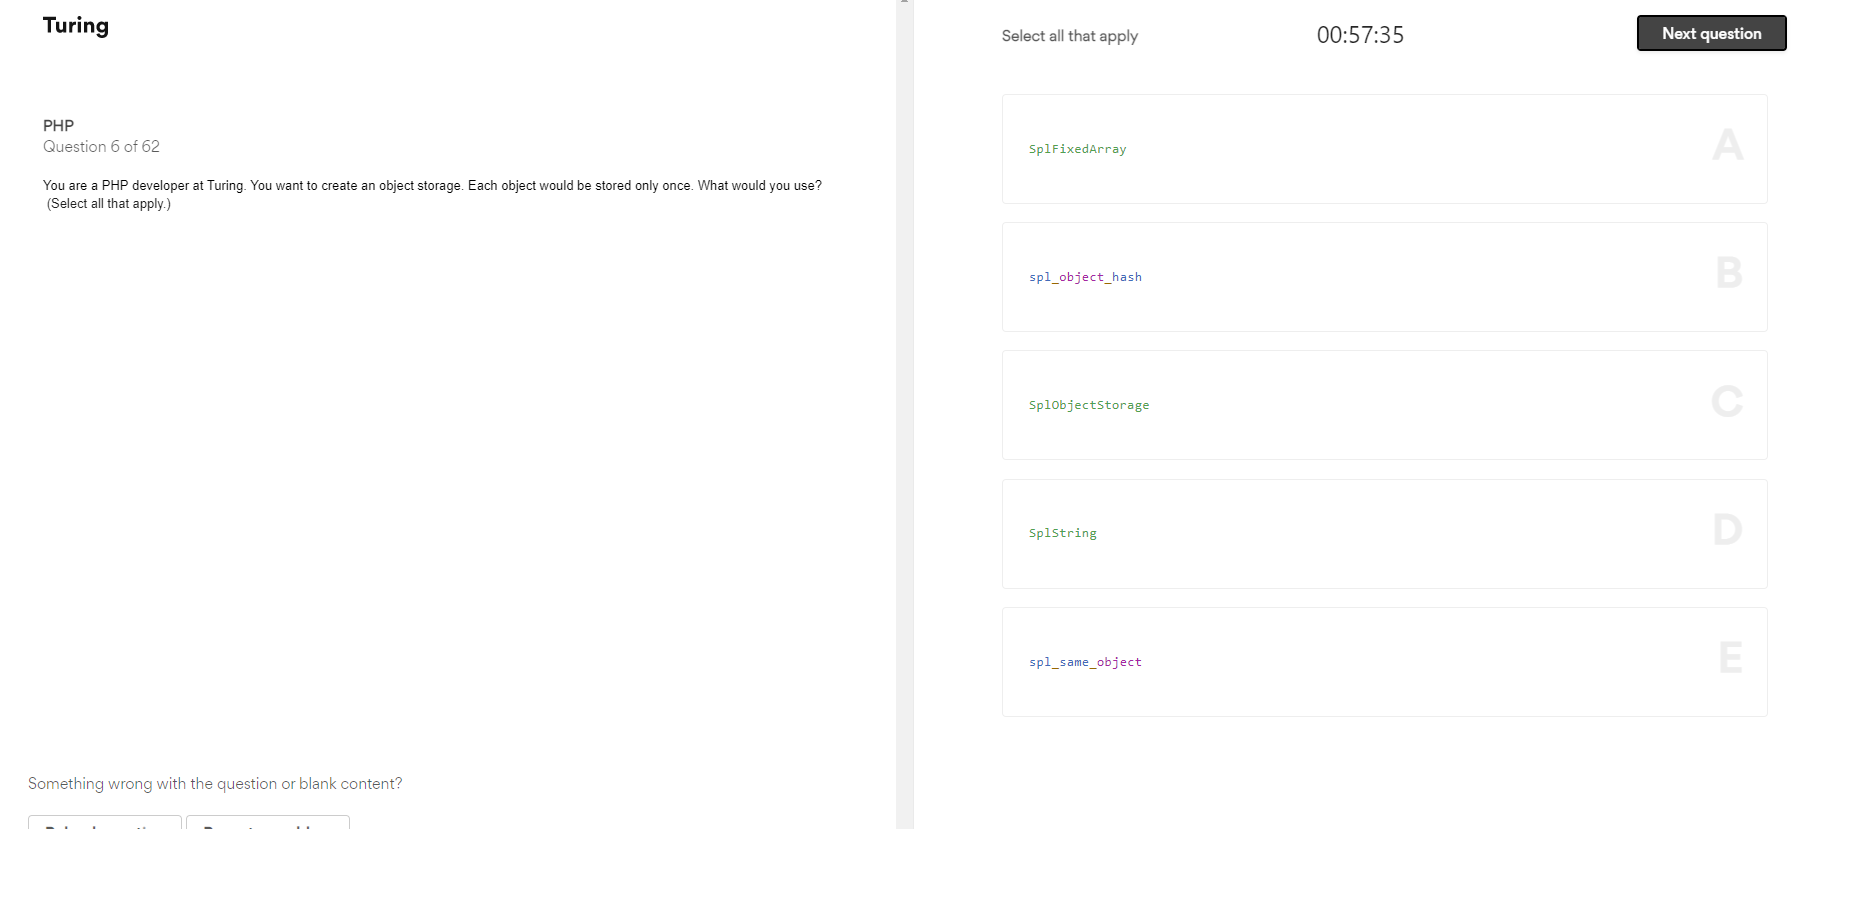 Turing
PHP
Question 6 of 62
You are a PHP developer at Turing. You want to create an object storage. Each object would be stored only once. What would you use?
(Select all that apply.)
Something wrong with the question or blank content?
Select all that apply
00:57:35
Next question
SplFixedArray
A
spl_object_hash
B
SplObjectStorage
C
SplString
D
spl_same_object
E